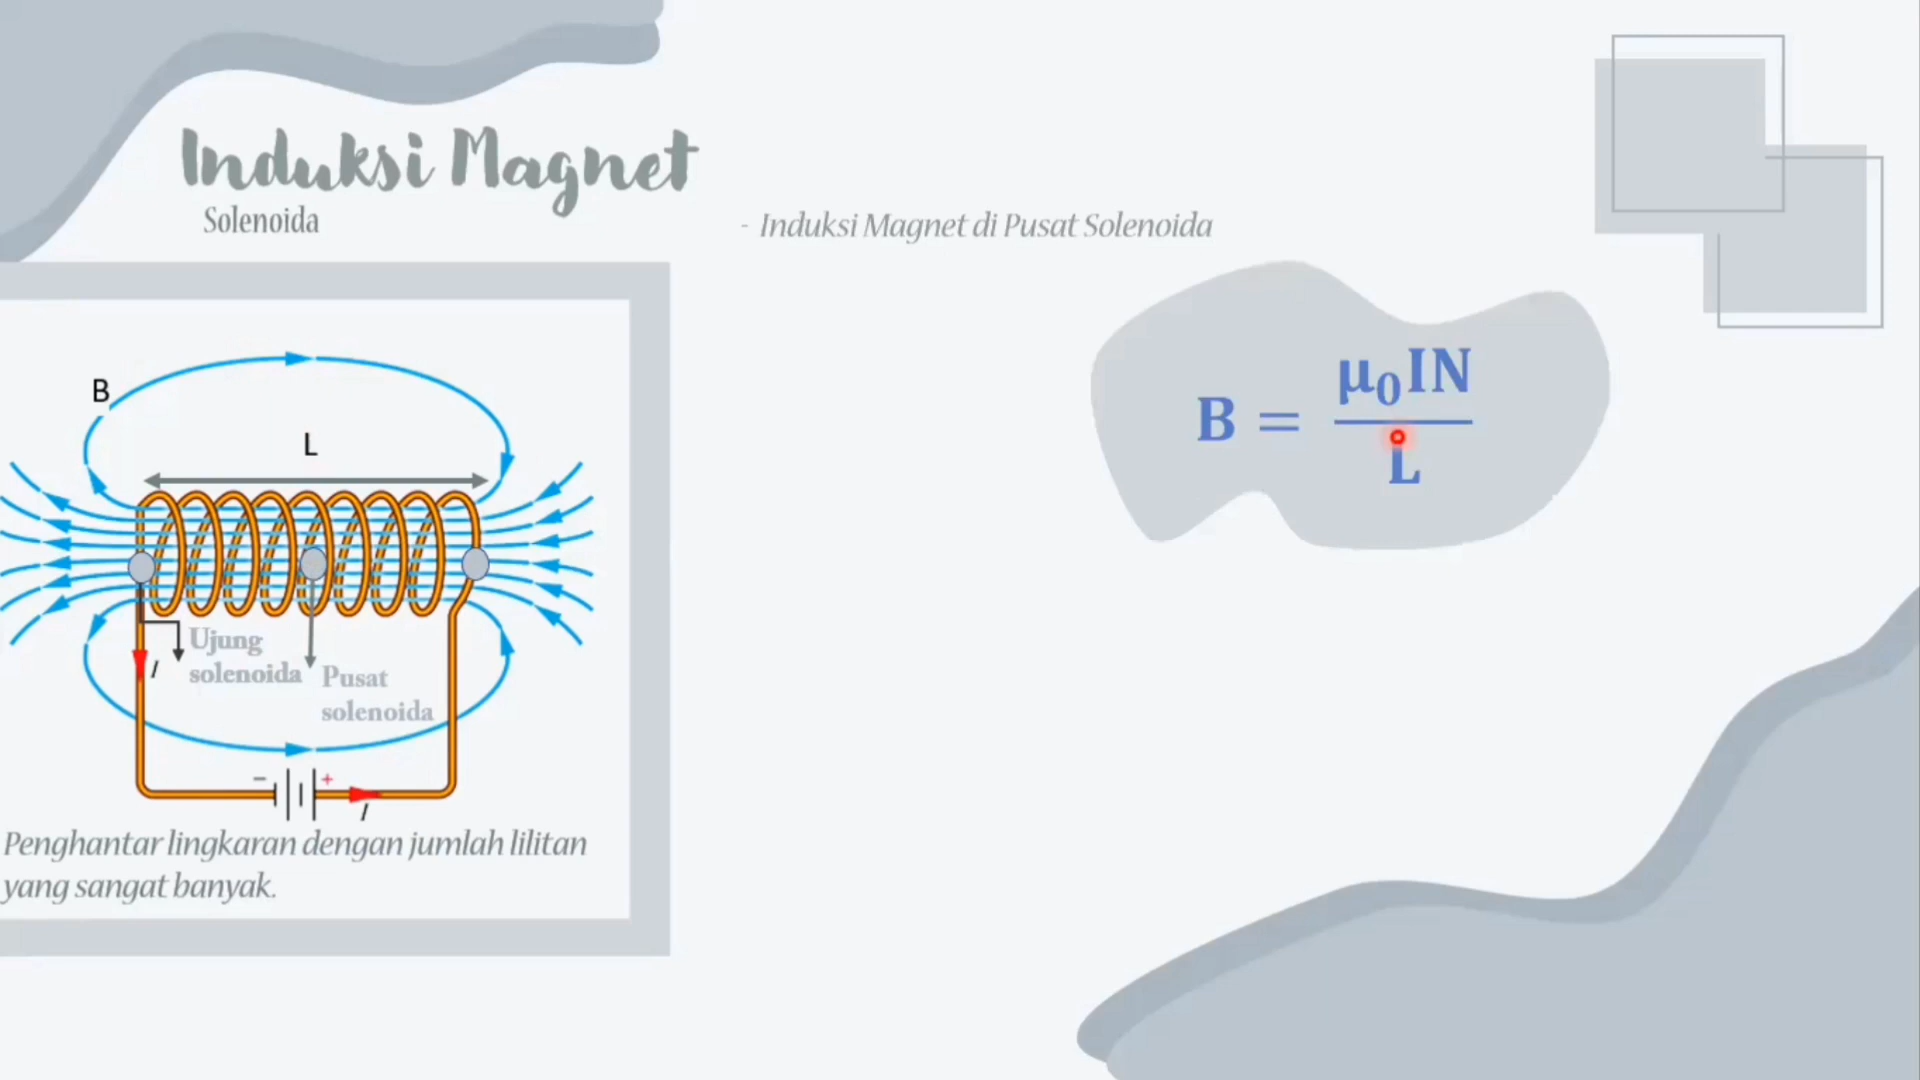 Induksi Magnet
Solenoida
- Induksi Magnet di Pusat Solenoida
B = μ₀IN / L
B
L
Ujung
solenoida
Pusat
solenoida
I
− +
I
Penghantar lingkaran dengan jumlah lilitan
yang sangat banyak.